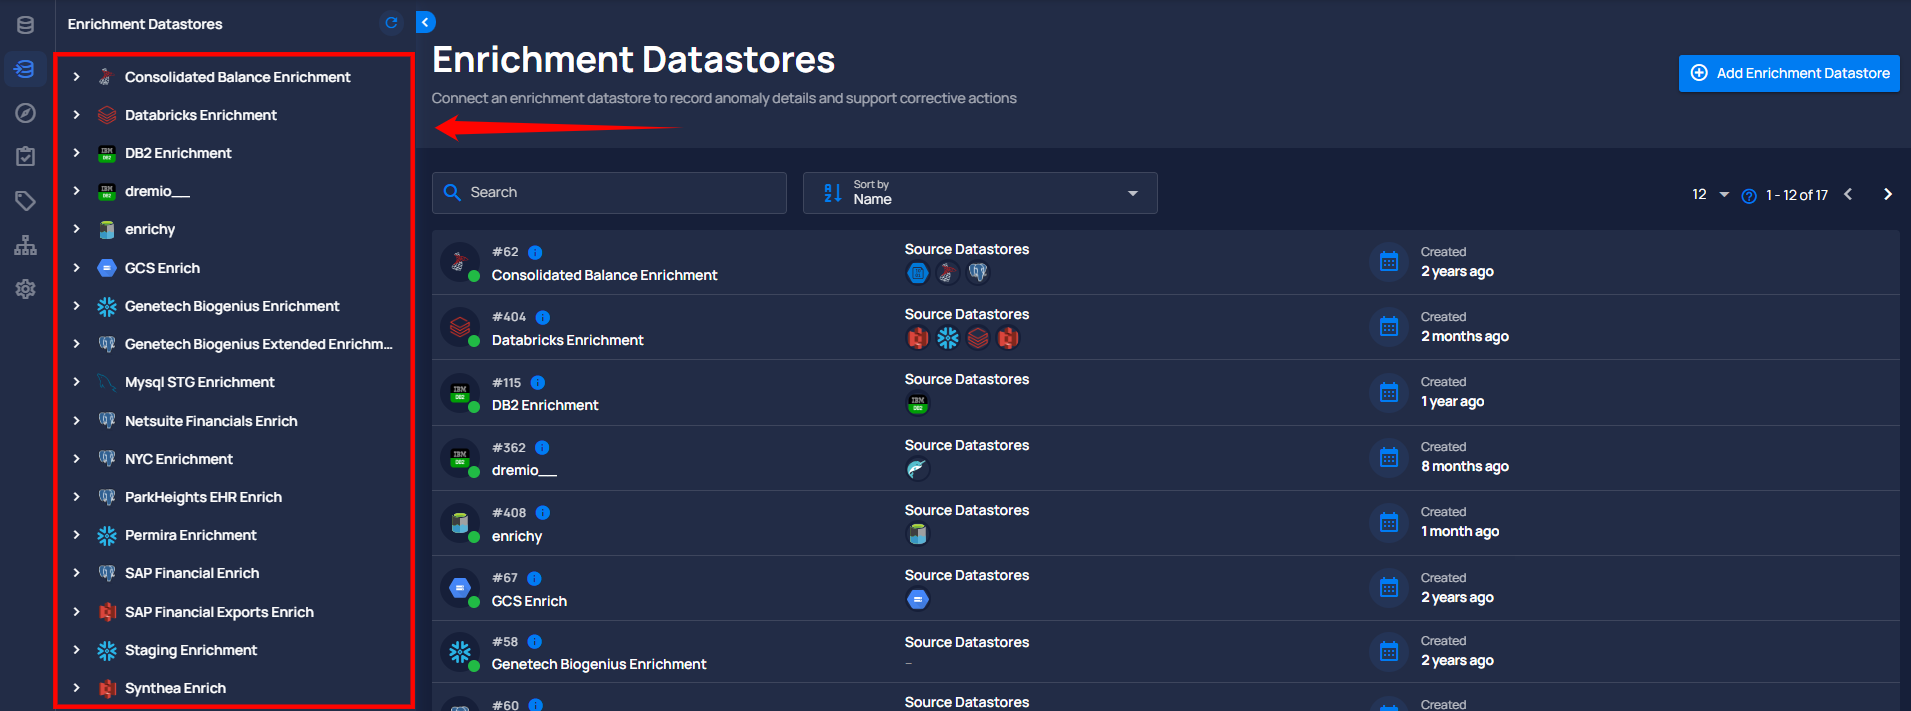 Enrichment Datastores
Consolidated Balance Enrichment
Databricks Enrichment
DB2 Enrichment
dremio__
enrichy
GCS Enrich
Genetech Biogenius Enrichment
Genetech Biogenius Extended Enrichm...
Mysql STG Enrichment
Netsuite Financials Enrich
NYC Enrichment
ParkHeights EHR Enrich
Permira Enrichment
SAP Financial Enrich
SAP Financial Exports Enrich
Staging Enrichment
Synthea Enrich
Enrichment Datastores
Connect an enrichment datastore to record anomaly details and support corrective actions
Add Enrichment Datastore
Search
Sort by
Name
12
1 - 12 of 17
#62
Consolidated Balance Enrichment
Source Datastores
Created
2 years ago
#404
Databricks Enrichment
Source Datastores
Created
2 months ago
#115
DB2 Enrichment
Source Datastores
Created
1 year ago
#362
dremio__
Source Datastores
Created
8 months ago
#408
enrichy
Source Datastores
Created
1 month ago
#67
GCS Enrich
Source Datastores
Created
2 years ago
#58
Genetech Biogenius Enrichment
Source Datastores
–
Created
2 years ago
#60
Source Datastores
Created